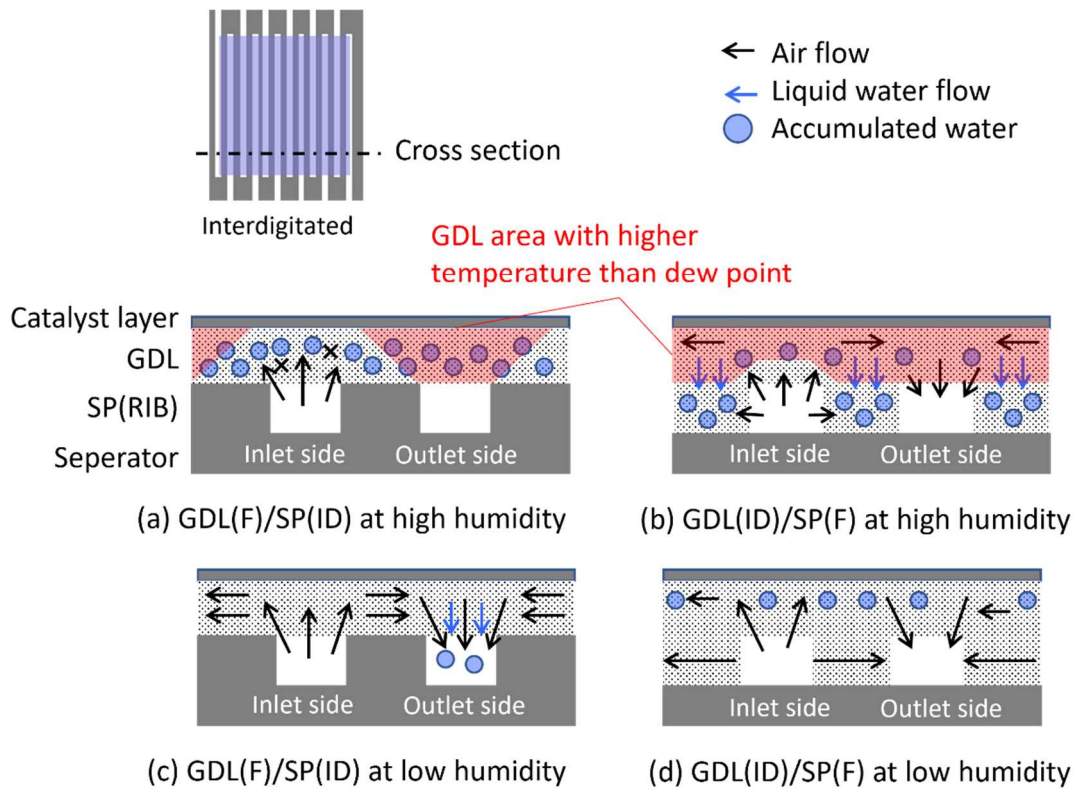 Air flow
Liquid water flow
Accumulated water
Cross section
Interdigitated
GDL area with higher
temperature than dew point
Catalyst layer
GDL
SP(RIB)
Seperator
Inlet side
Outlet side
Inlet side
Outlet side
(a) GDL(F)/SP(ID) at high humidity
(b) GDL(ID)/SP(F) at high humidity
Inlet side
Outlet side
Inlet side
Outlet side
(c) GDL(F)/SP(ID) at low humidity
(d) GDL(ID)/SP(F) at low humidity